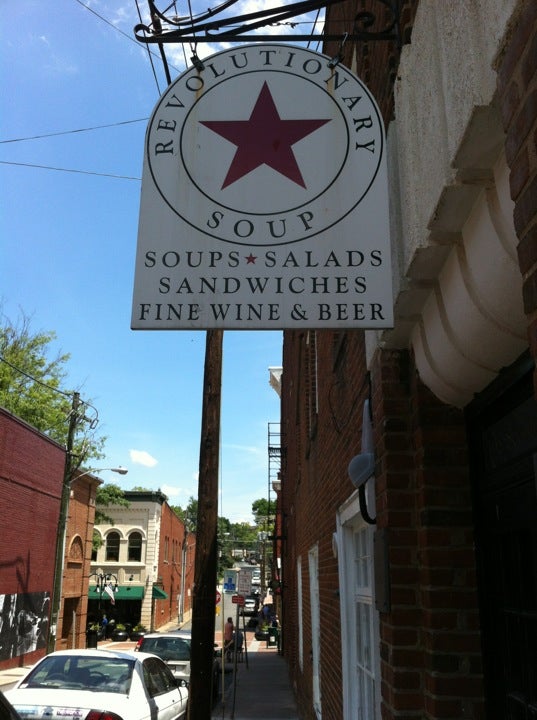 REVOLUTIONARY
SOUP
SOUPS★SALADS
SANDWICHES
FINE WINE & BEER